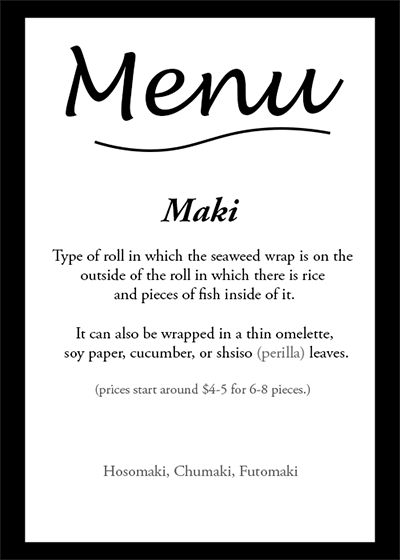 Menu
Maki
Type of roll in which the seaweed wrap is on the
outside of the roll in which there is rice
and pieces of fish inside of it.
It can also be wrapped in a thin omelette,
soy paper, cucumber, or shsiso (perilla) leaves.
(prices start around $4-5 for 6-8 pieces.)
Hosomaki, Chumaki, Futomaki